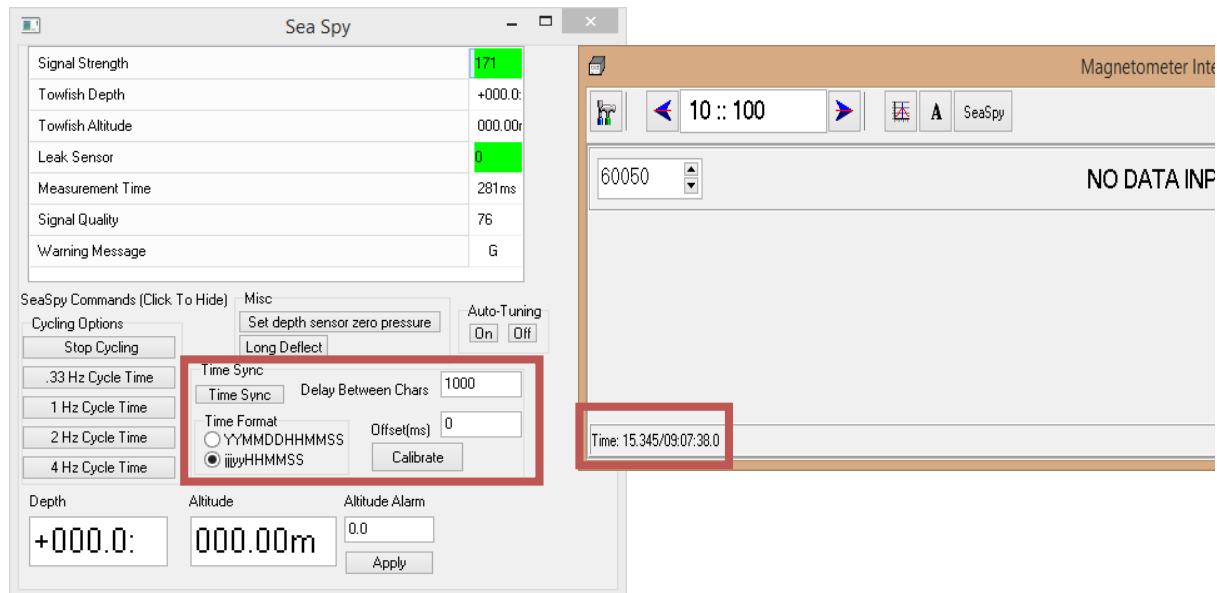 Sea Spy
Signal Strength 171
Towfish Depth +000.0:
Towfish Altitude 000.00r
Leak Sensor 0
Measurement Time 281ms
Signal Quality 76
Warning Message G
SeaSpy Commands (Click To Hide)
Cycling Options
Stop Cycling
.33 Hz Cycle Time
1 Hz Cycle Time
2 Hz Cycle Time
4 Hz Cycle Time
Misc
Set depth sensor zero pressure
Long Deflect
Auto-Tuning
On Off
Time Sync
Time Sync Delay Between Chars 1000
Time Format
YYMMDDHHMMSS
jjjyyHHMMSS
Offset(ms) 0
Calibrate
Depth
+000.0:
Altitude
000.00m
Altitude Alarm
0.0
Apply
Magnetometer Inte
10 :: 100 A SeaSpy
60050 NO DATA INP
Time: 15.345/09:07:38.0